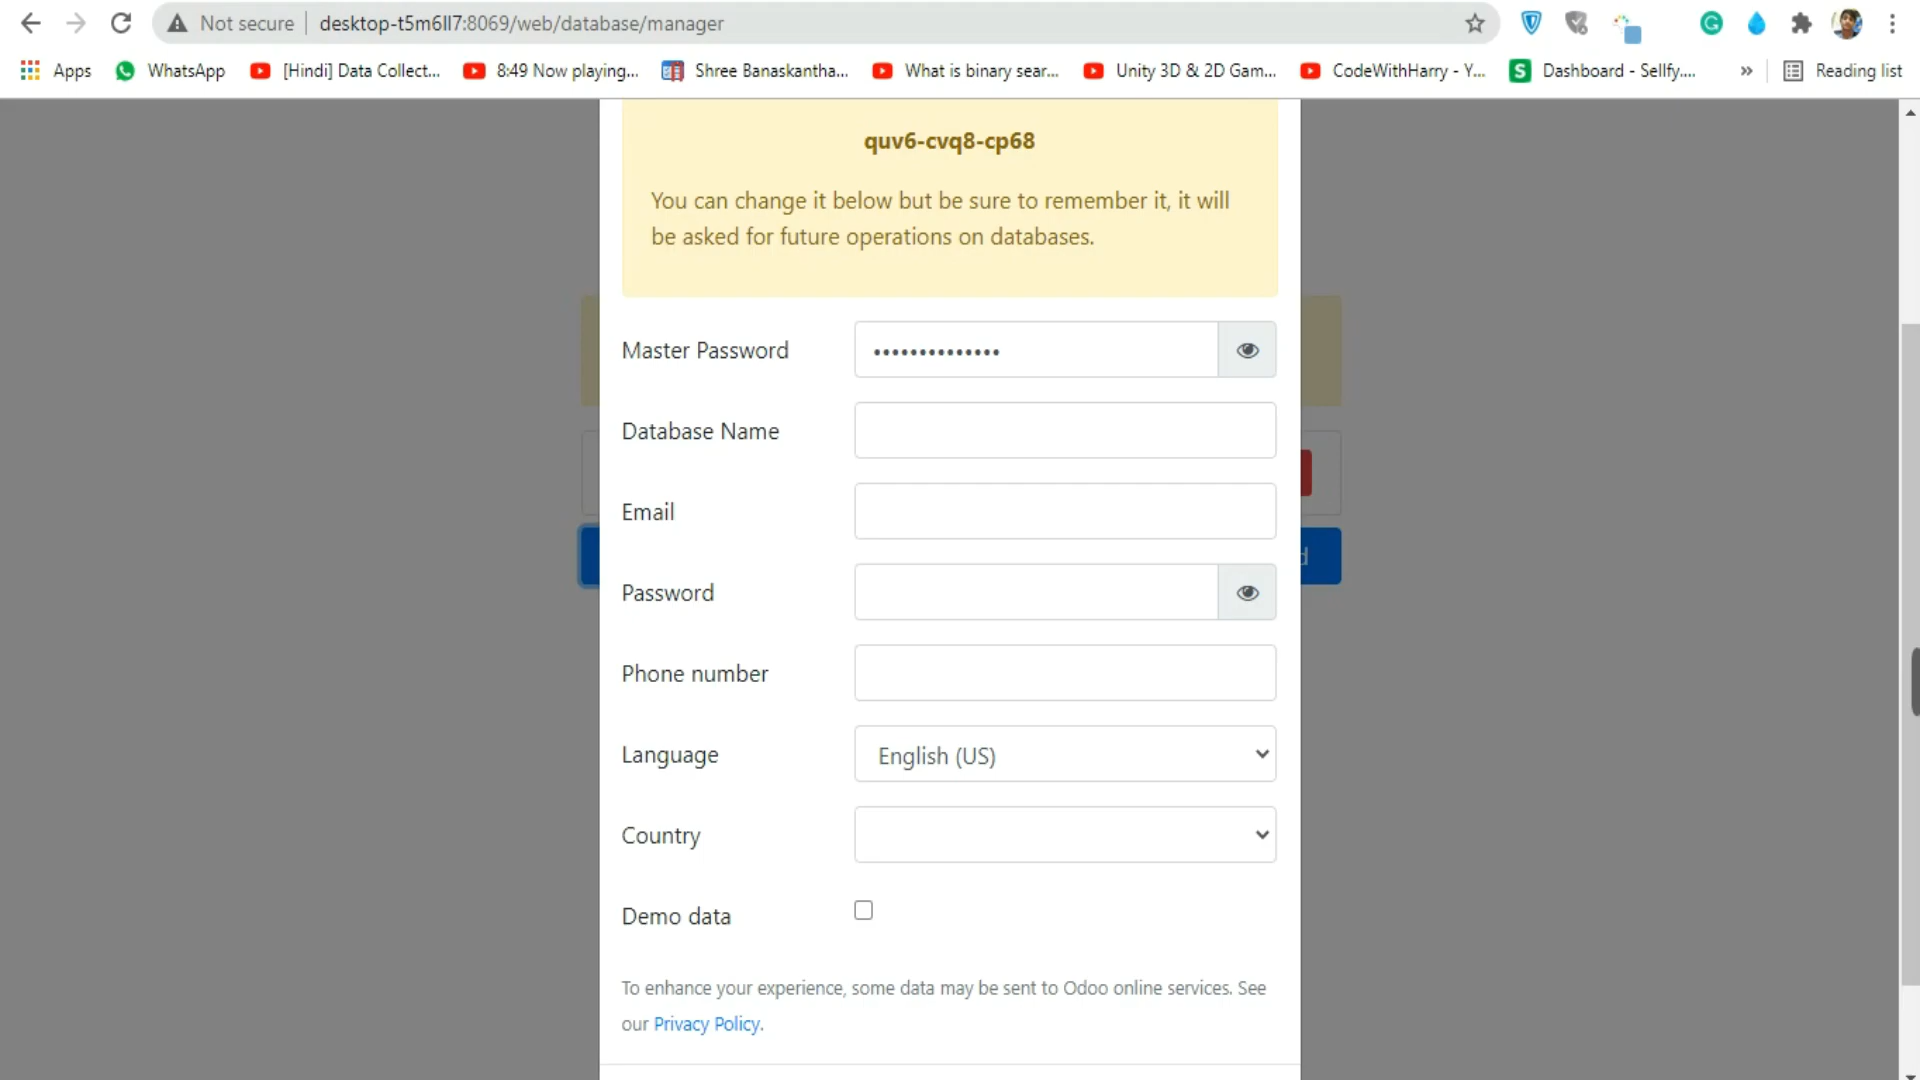 Not secure desktop-t5m6ll7:8069/web/database/manager
Apps WhatsApp [Hindi] Data Collect... 8:49 Now playing... Shree Banaskantha... What is binary sear... Unity 3D & 2D Gam... CodeWithHarry - Y... Dashboard - Sellfy.... » Reading list
quv6-cvq8-cp68
You can change it below but be sure to remember it, it will
be asked for future operations on databases.
Master Password ••••••••••••••
Database Name
Email
Password
Phone number
Language English (US)
Country
Demo data
To enhance your experience, some data may be sent to Odoo online services. See
our Privacy Policy.